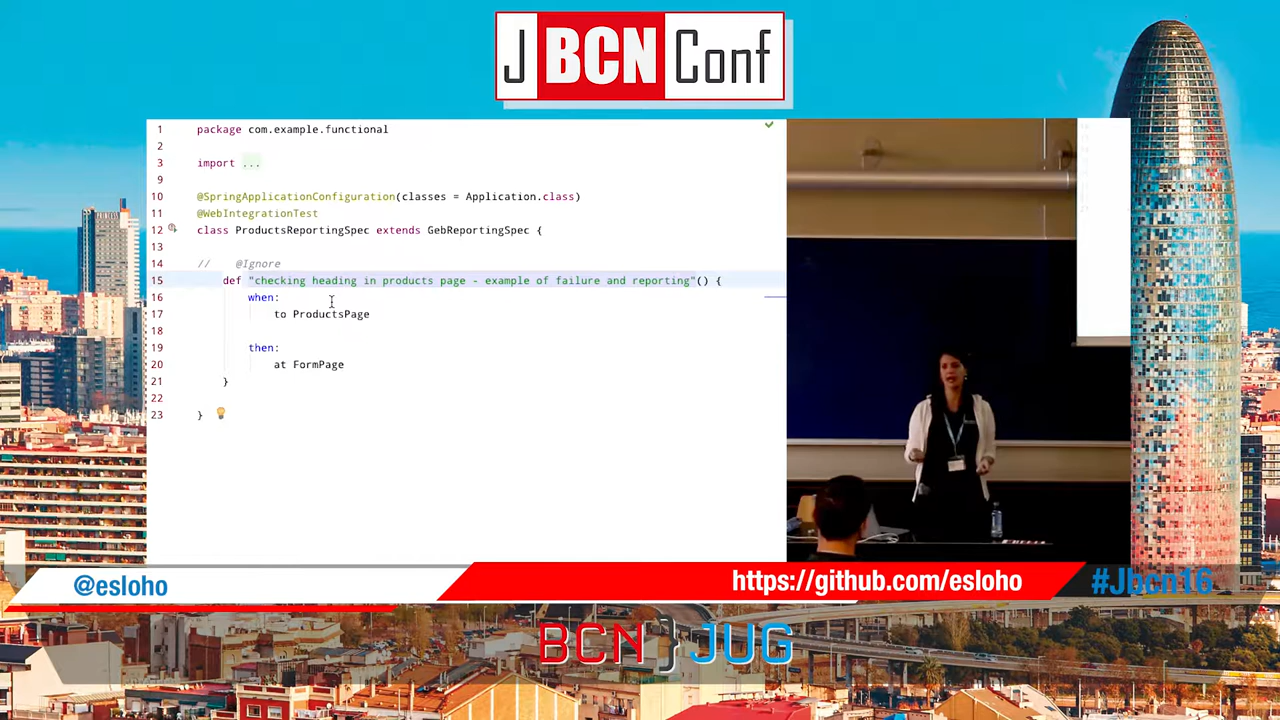 J BCN Conf
1 package com.example.functional
2
3 import ...
9
10 @SpringApplicationConfiguration(classes = Application.class)
11 @WebIntegrationTest
12 class ProductsReportingSpec extends GebReportingSpec {
13
14 // @Ignore
15 def "checking heading in products page - example of failure and reporting"() {
16 when:
17 to ProductsPage
18
19 then:
20 at FormPage
21 }
22
23 }
@esloho
https://github.com/esloho
#Jbcn16
BCN JUG